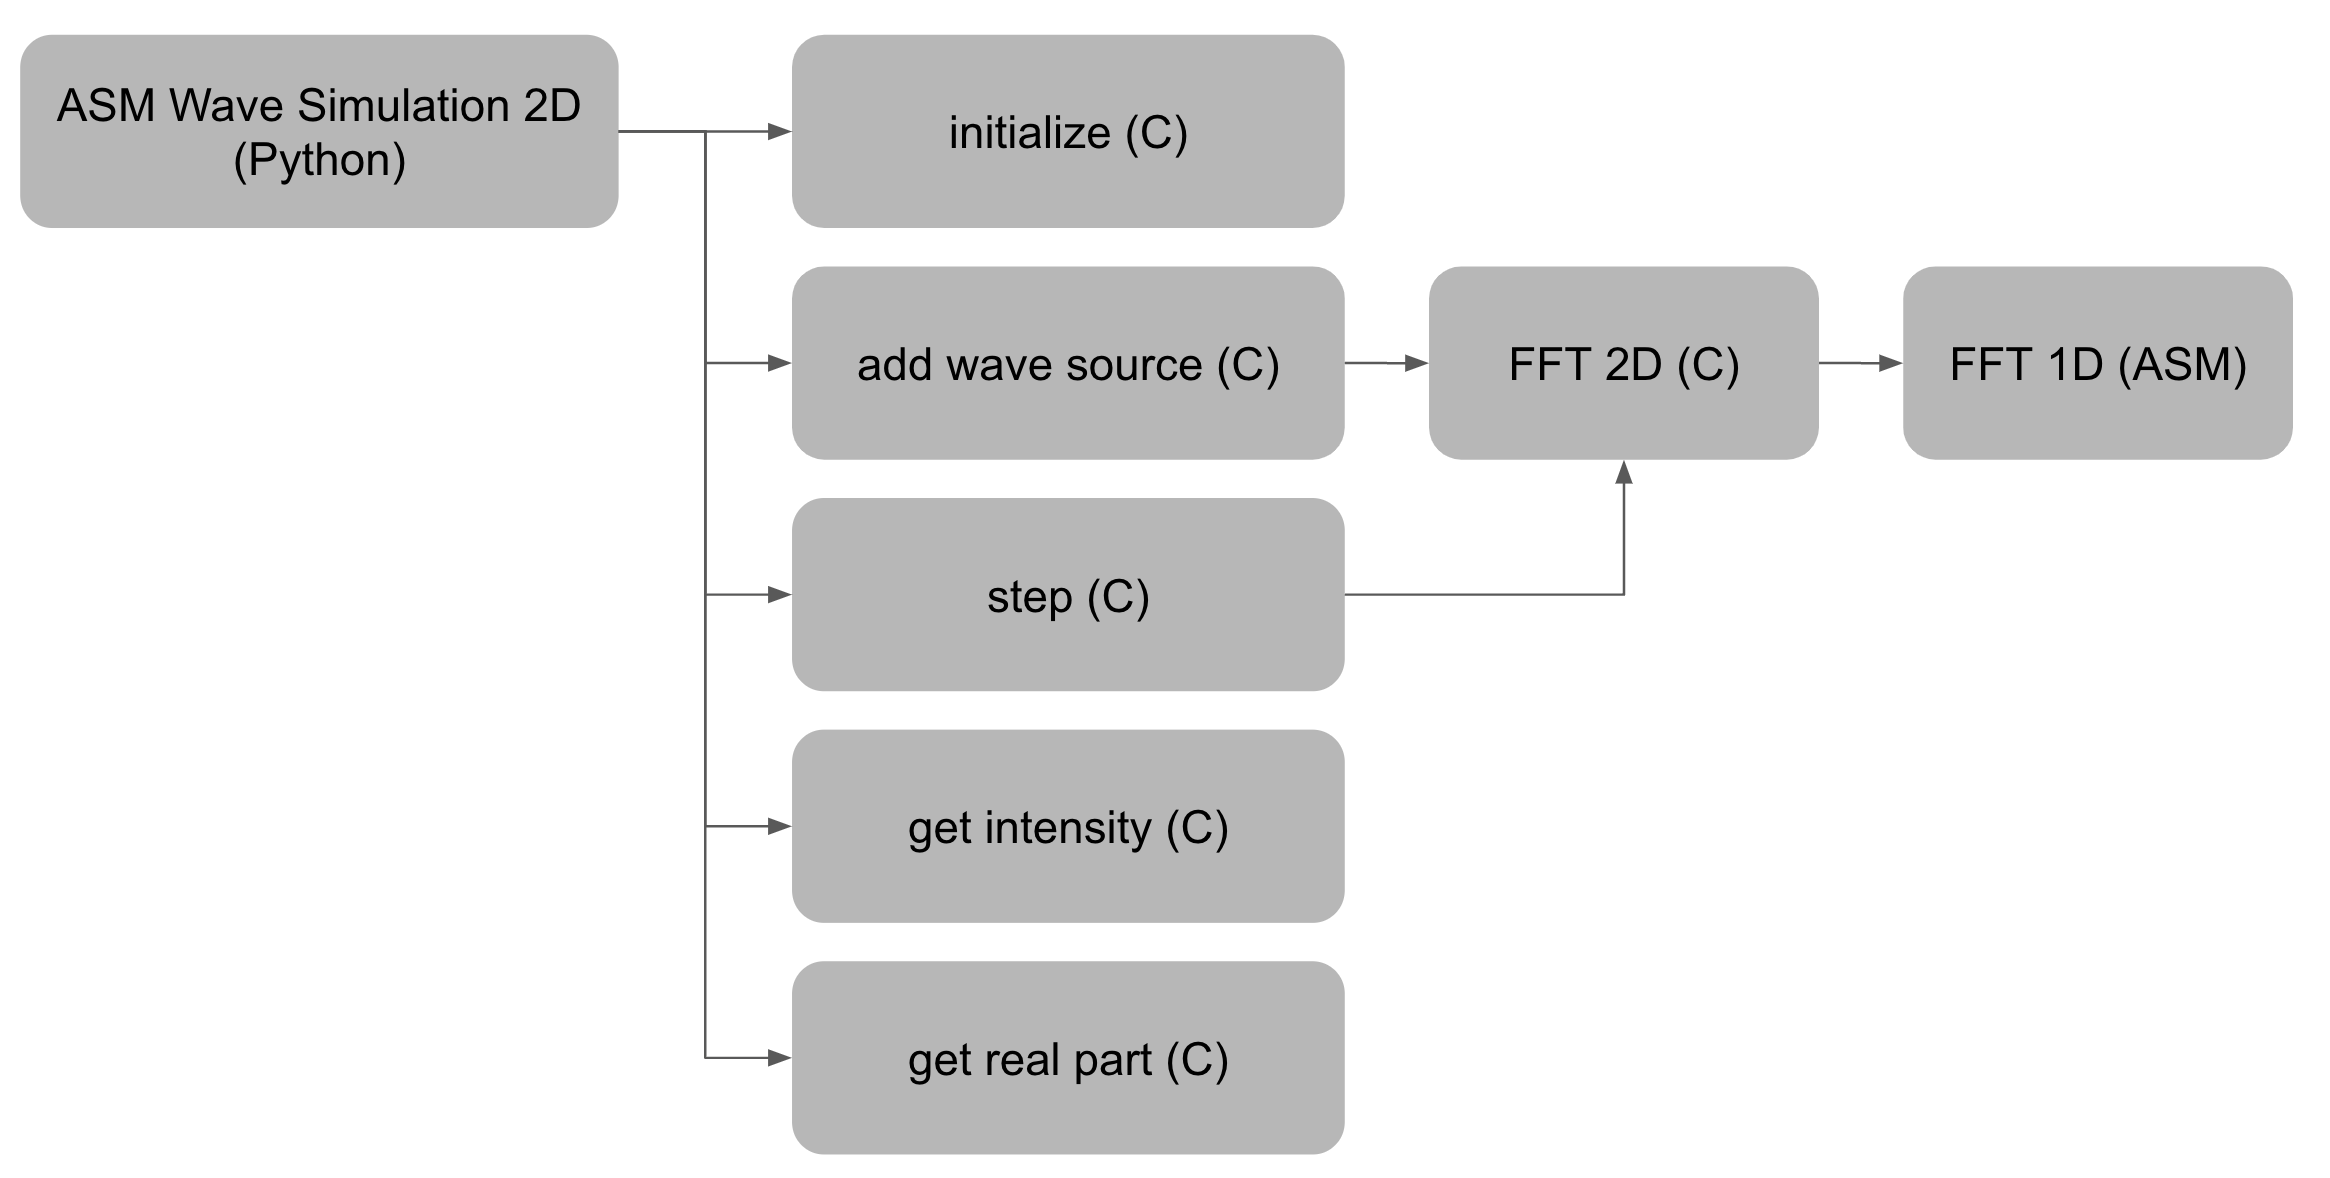 ASM Wave Simulation 2D
(Python)
initialize (C)
add wave source (C)
FFT 2D (C)
FFT 1D (ASM)
step (C)
get intensity (C)
get real part (C)